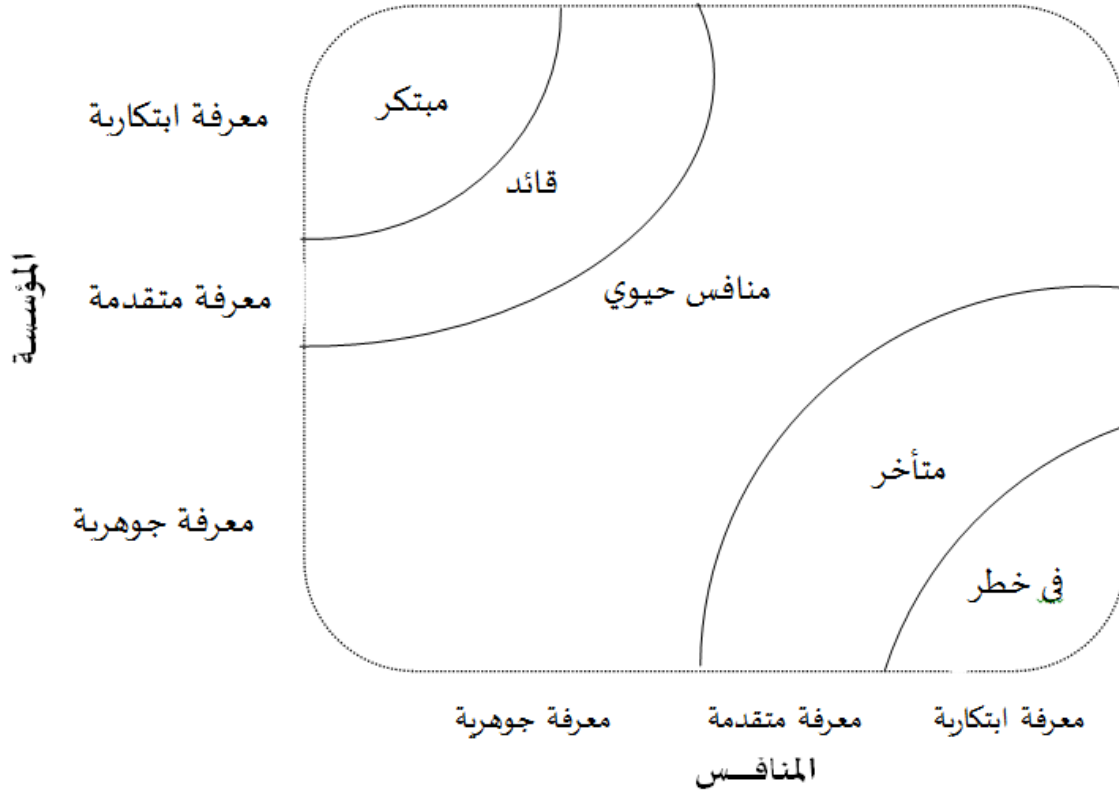 مبتكر
معرفة ابتكارية
قائد
معرفة متقدمة
منافس حيوي
المؤسسة
متأخر
معرفة جوهرية
في خطر
معرفة ابتكارية
معرفة متقدمة
معرفة جوهرية
المنافــس